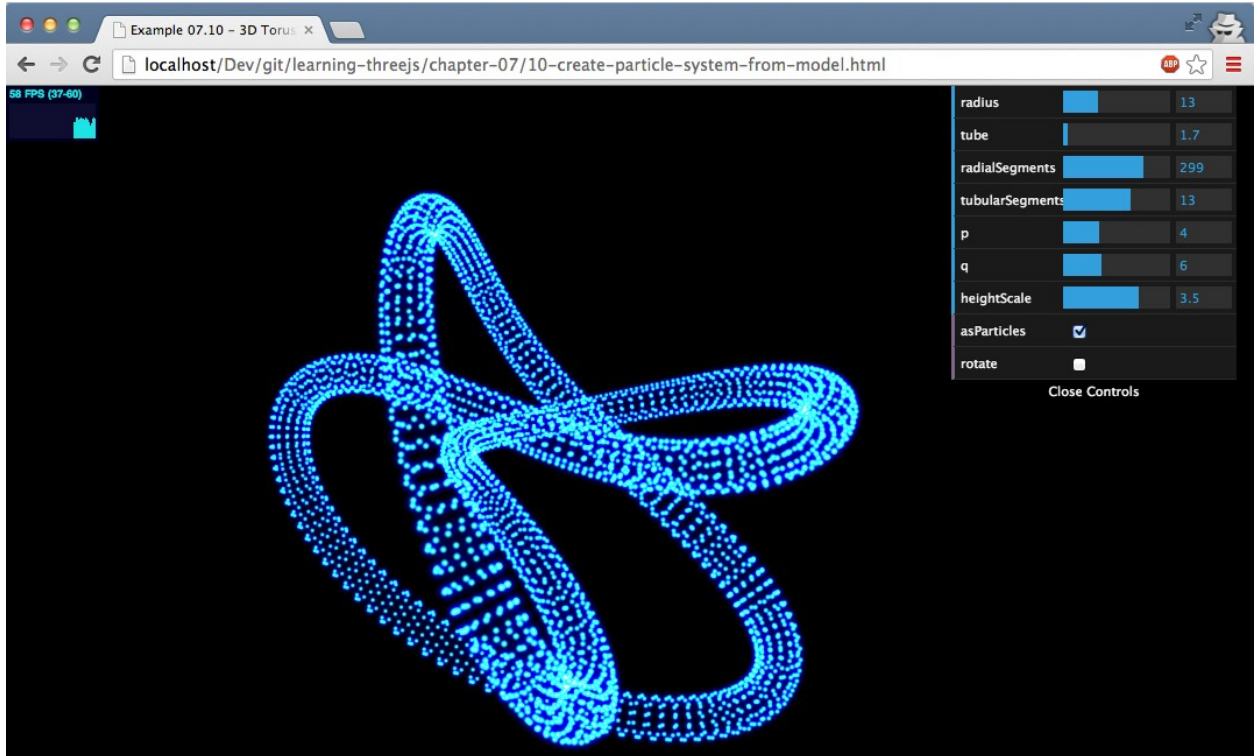 Example 07.10 – 3D Torus
localhost/Dev/git/learning-threejs/chapter-07/10-create-particle-system-from-model.html
ABP
58 FPS (37-60)
radius 13
tube 1.7
radialSegments 299
tubularSegments 13
p 4
q 6
heightScale 3.5
asParticles
rotate
Close Controls